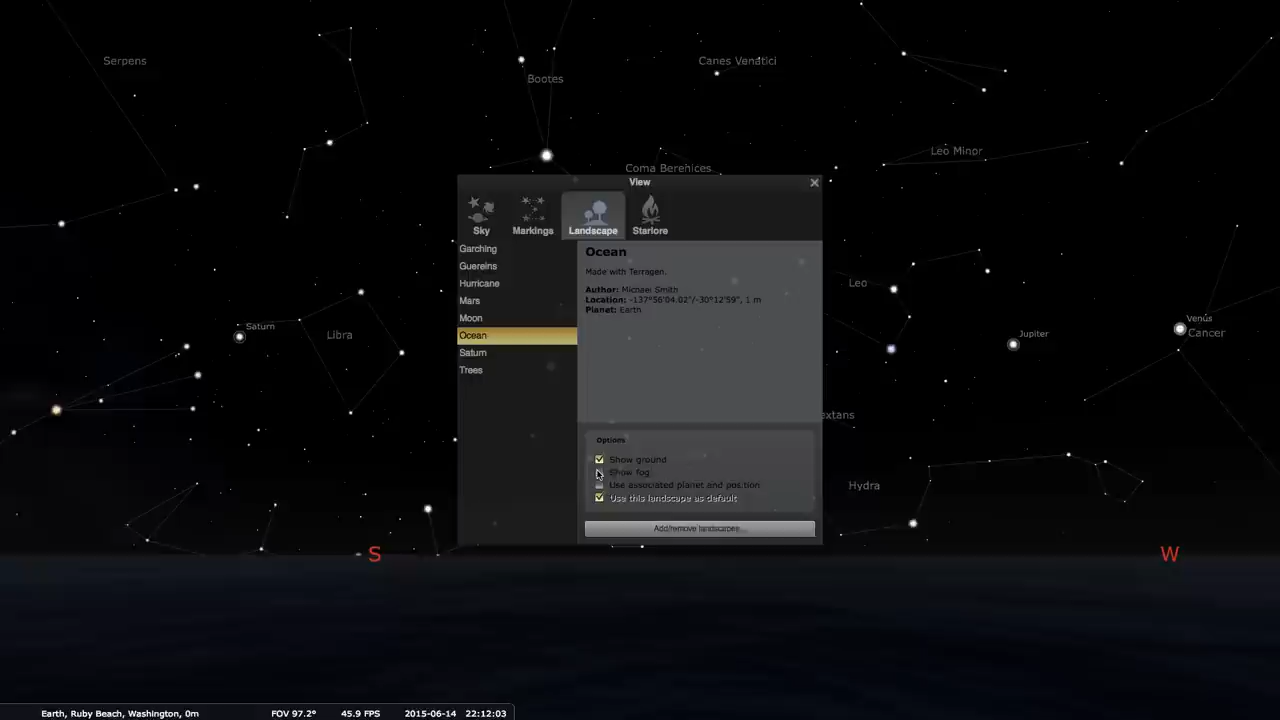 Serpens
Bootes
Canes Venatici
Leo Minor
Coma Berenices
View
Sky
Markings
Landscape
Starlore
Garching
Guereins
Hurricane
Mars
Moon
Ocean
Saturn
Trees
Ocean
Made with Terragen.
Author: Michael Smith
Location: -137°56'04.02"/-30°12'59", 1 m
Planet: Earth
Options
Show ground
Show fog
Use associated planet and position
Use this landscape as default
Add/remove landscapes...
Saturn
Libra
Leo
Jupiter
Venus
Cancer
extans
Hydra
S
W
Earth, Ruby Beach, Washington, 0m
FOV 97.2°
45.9 FPS
2015-06-14
22:12:03